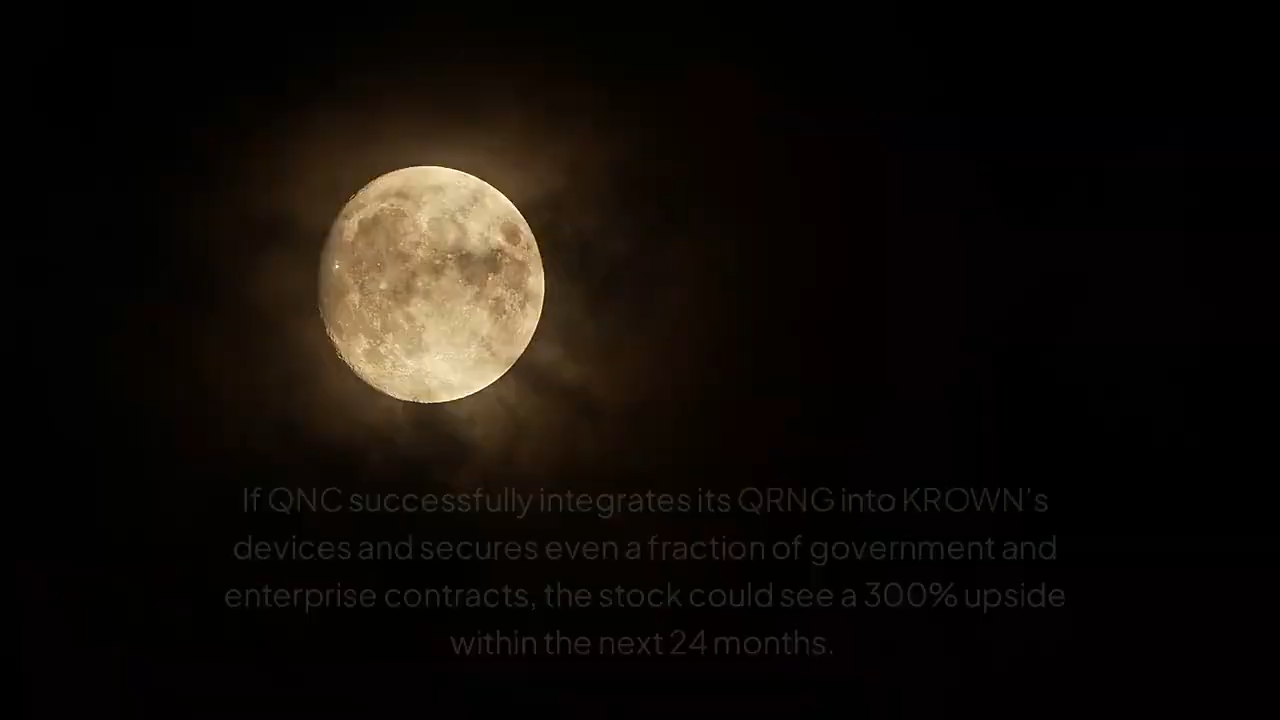 If QNC successfully integrates its QRNG into KROWN's
devices and secures even a fraction of government and
enterprise contracts, the stock could see a 300% upside
within the next 24 months.